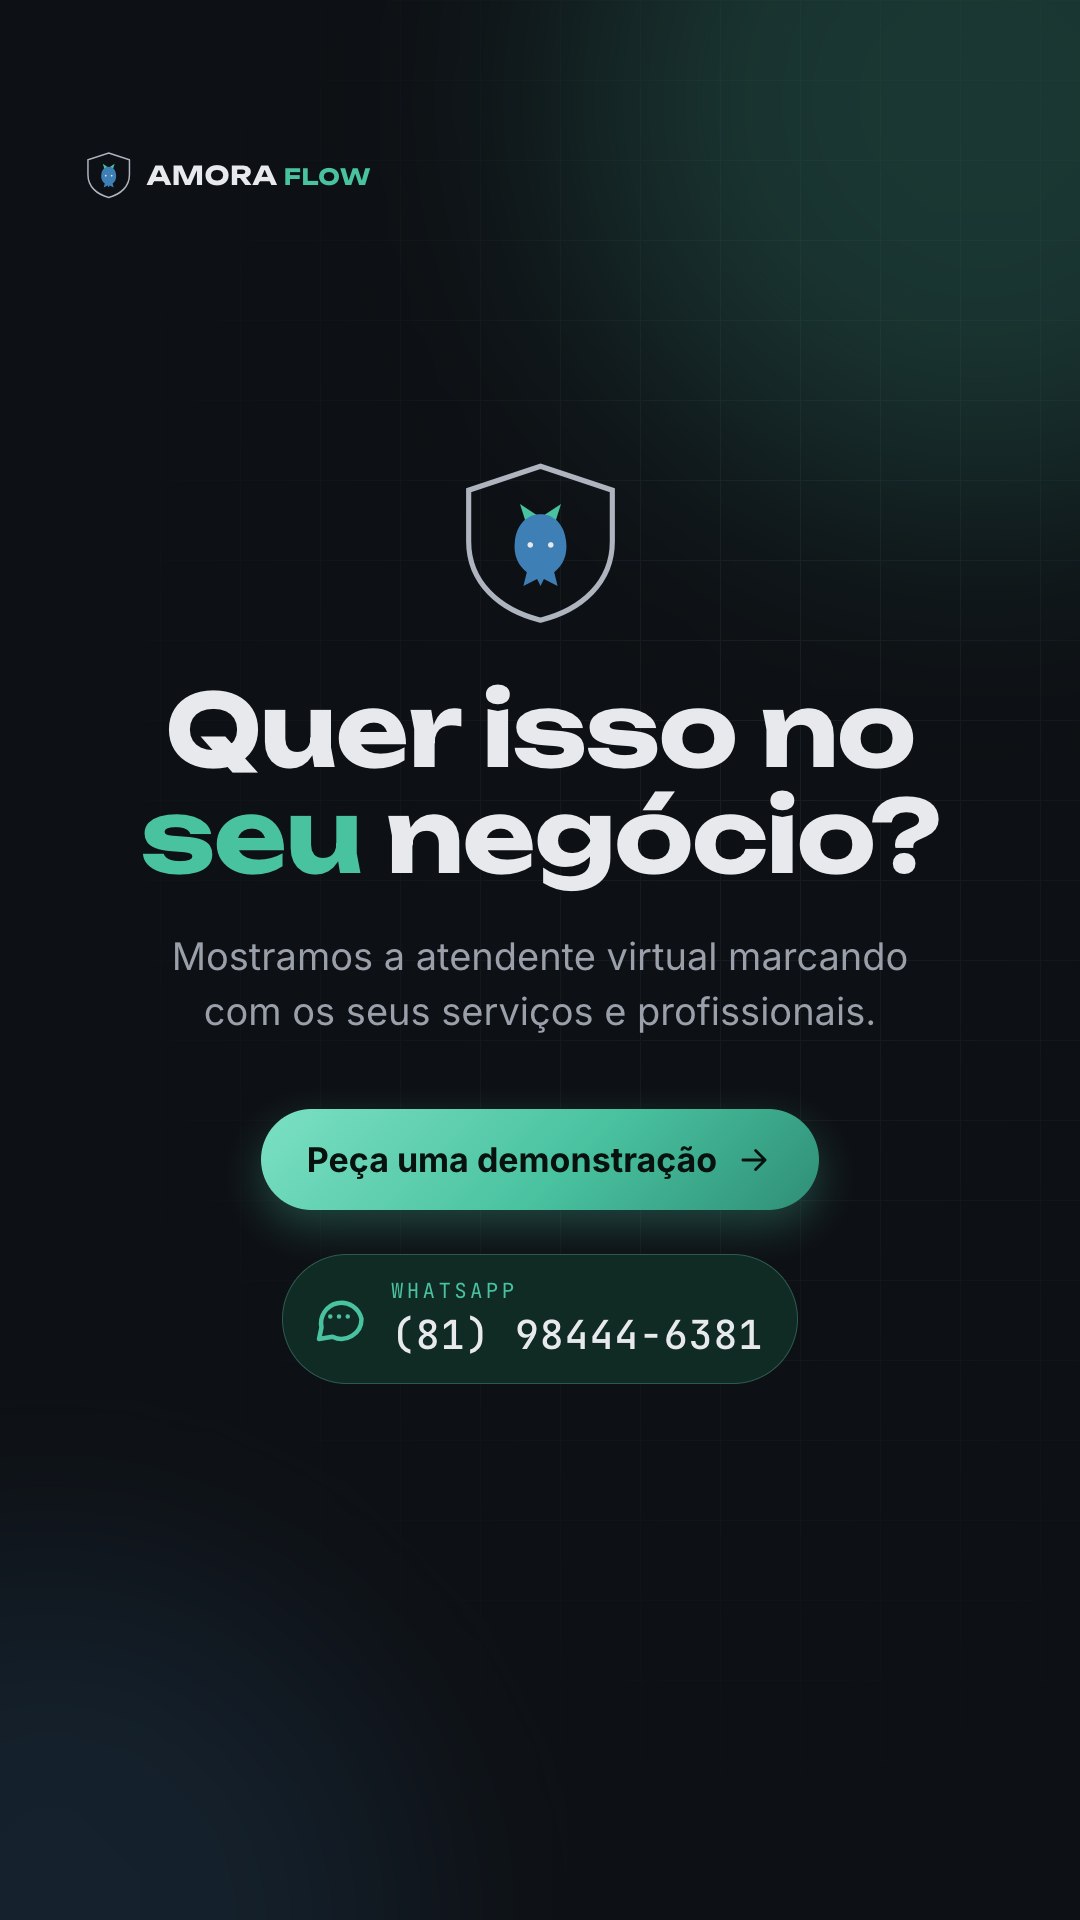 AMORA FLOW
Quer isso no
seu negócio?
Mostramos a atendente virtual marcando
com os seus serviços e profissionais.
Peça uma demonstração →
WHATSAPP
(81) 98444-6381